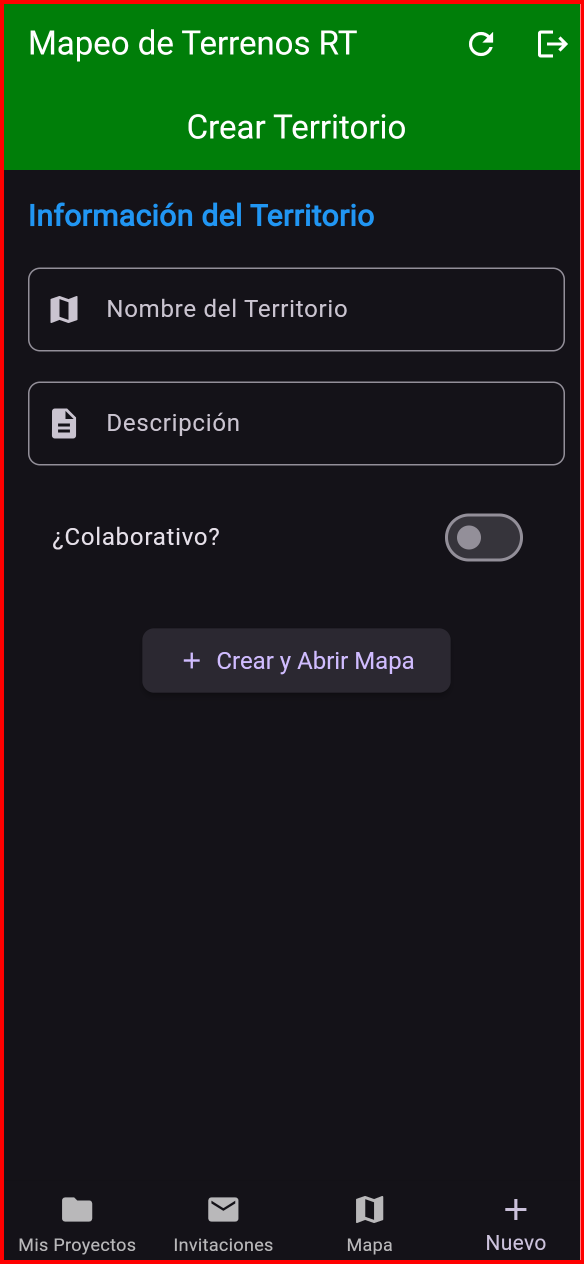 Mapeo de Terrenos RT
Crear Territorio
Información del Territorio
Nombre del Territorio
Descripción
¿Colaborativo?
+ Crear y Abrir Mapa
Mis Proyectos Invitaciones Mapa Nuevo